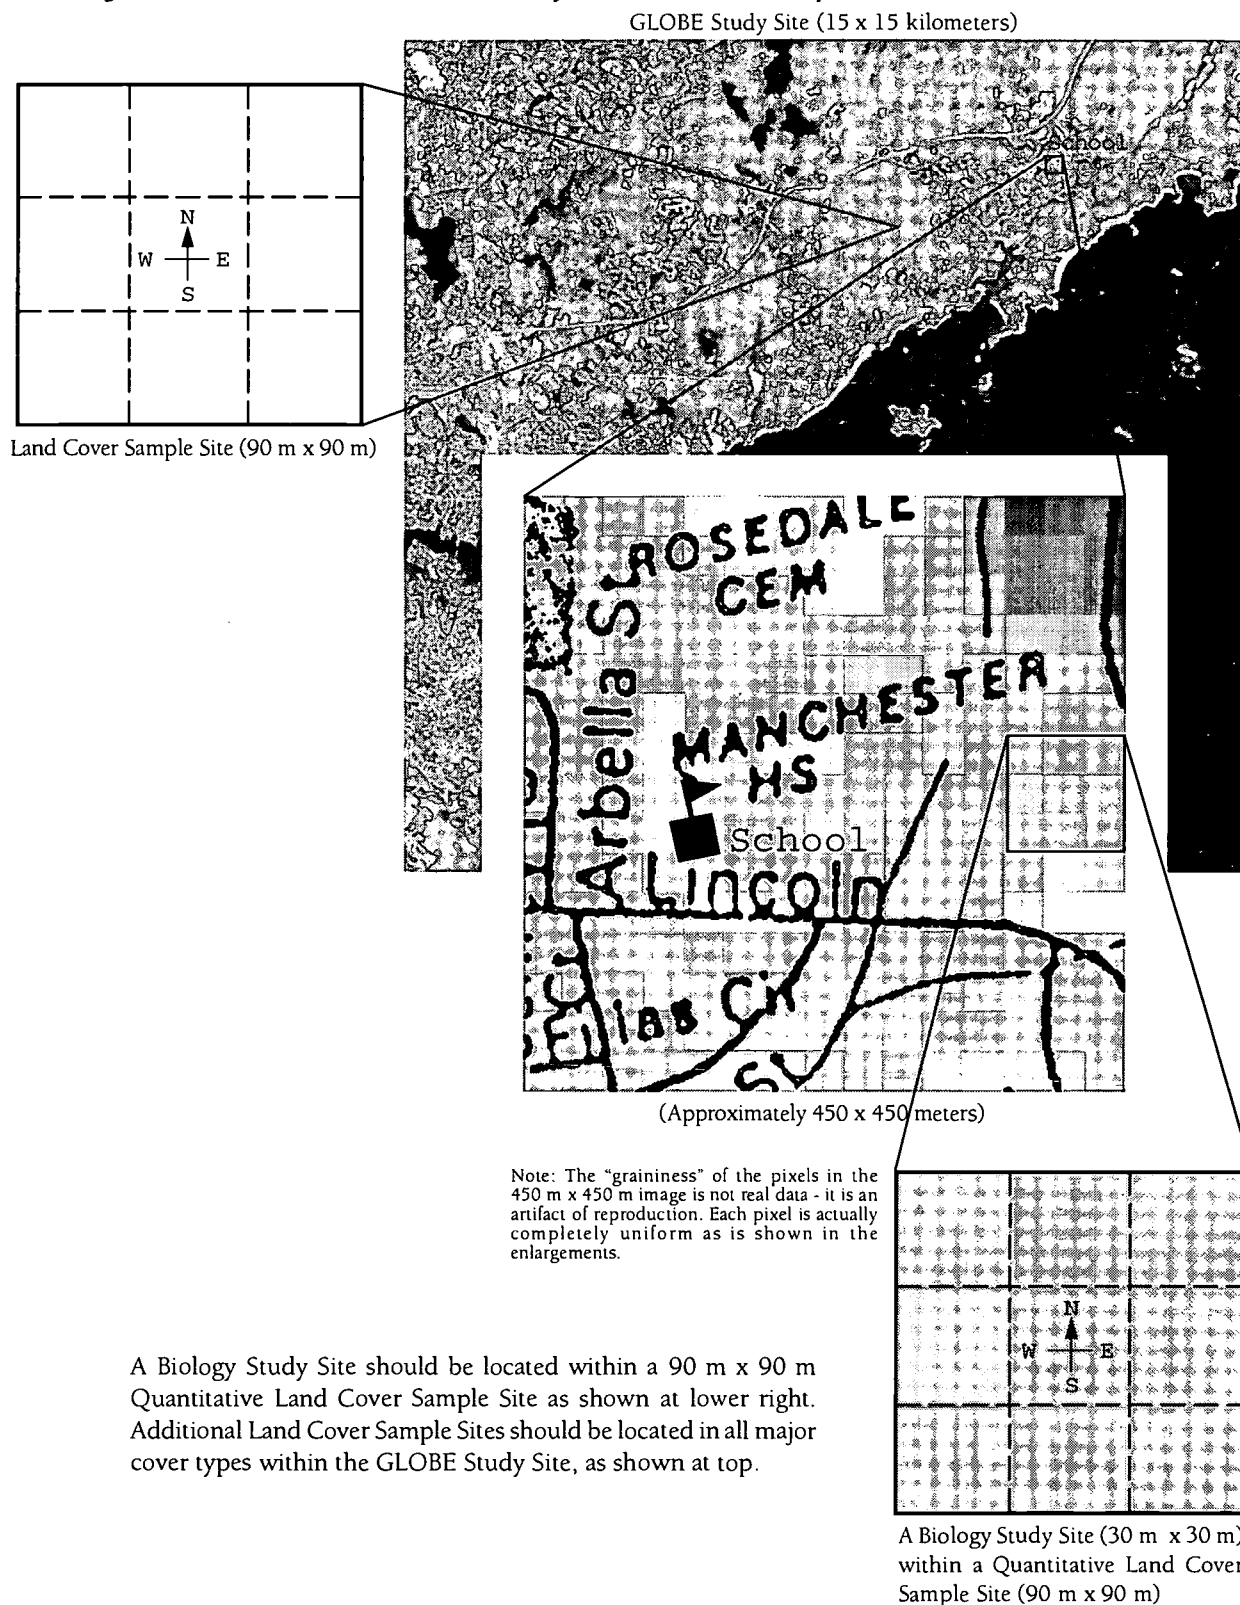 GLOBE Study Site (15 x 15 kilometers)
School
N
W E
S
Land Cover Sample Site (90 m x 90 m)
ROSEDALE
CEM
Arbella St
MANCHESTER
HS
School
Lincoln
St
(Approximately 450 x 450 meters)
Note: The "graininess" of the pixels in the
450 m x 450 m image is not real data - it is an
artifact of reproduction. Each pixel is actually
completely uniform as is shown in the
enlargements.
N
W E
S
A Biology Study Site should be located within a 90 m x 90 m
Quantitative Land Cover Sample Site as shown at lower right.
Additional Land Cover Sample Sites should be located in all major
cover types within the GLOBE Study Site, as shown at top.
A Biology Study Site (30 m x 30 m)
within a Quantitative Land Cover
Sample Site (90 m x 90 m)